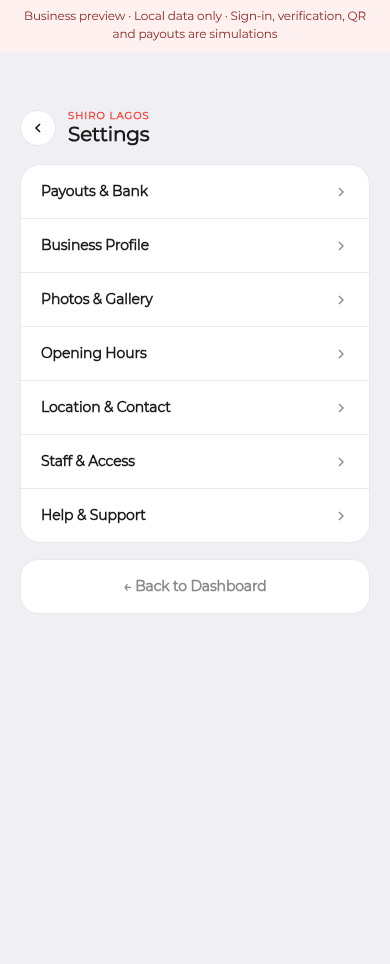 Business preview · Local data only · Sign-in, verification, QR
and payouts are simulations
SHIRO LAGOS
Settings
Payouts & Bank
Business Profile
Photos & Gallery
Opening Hours
Location & Contact
Staff & Access
Help & Support
← Back to Dashboard